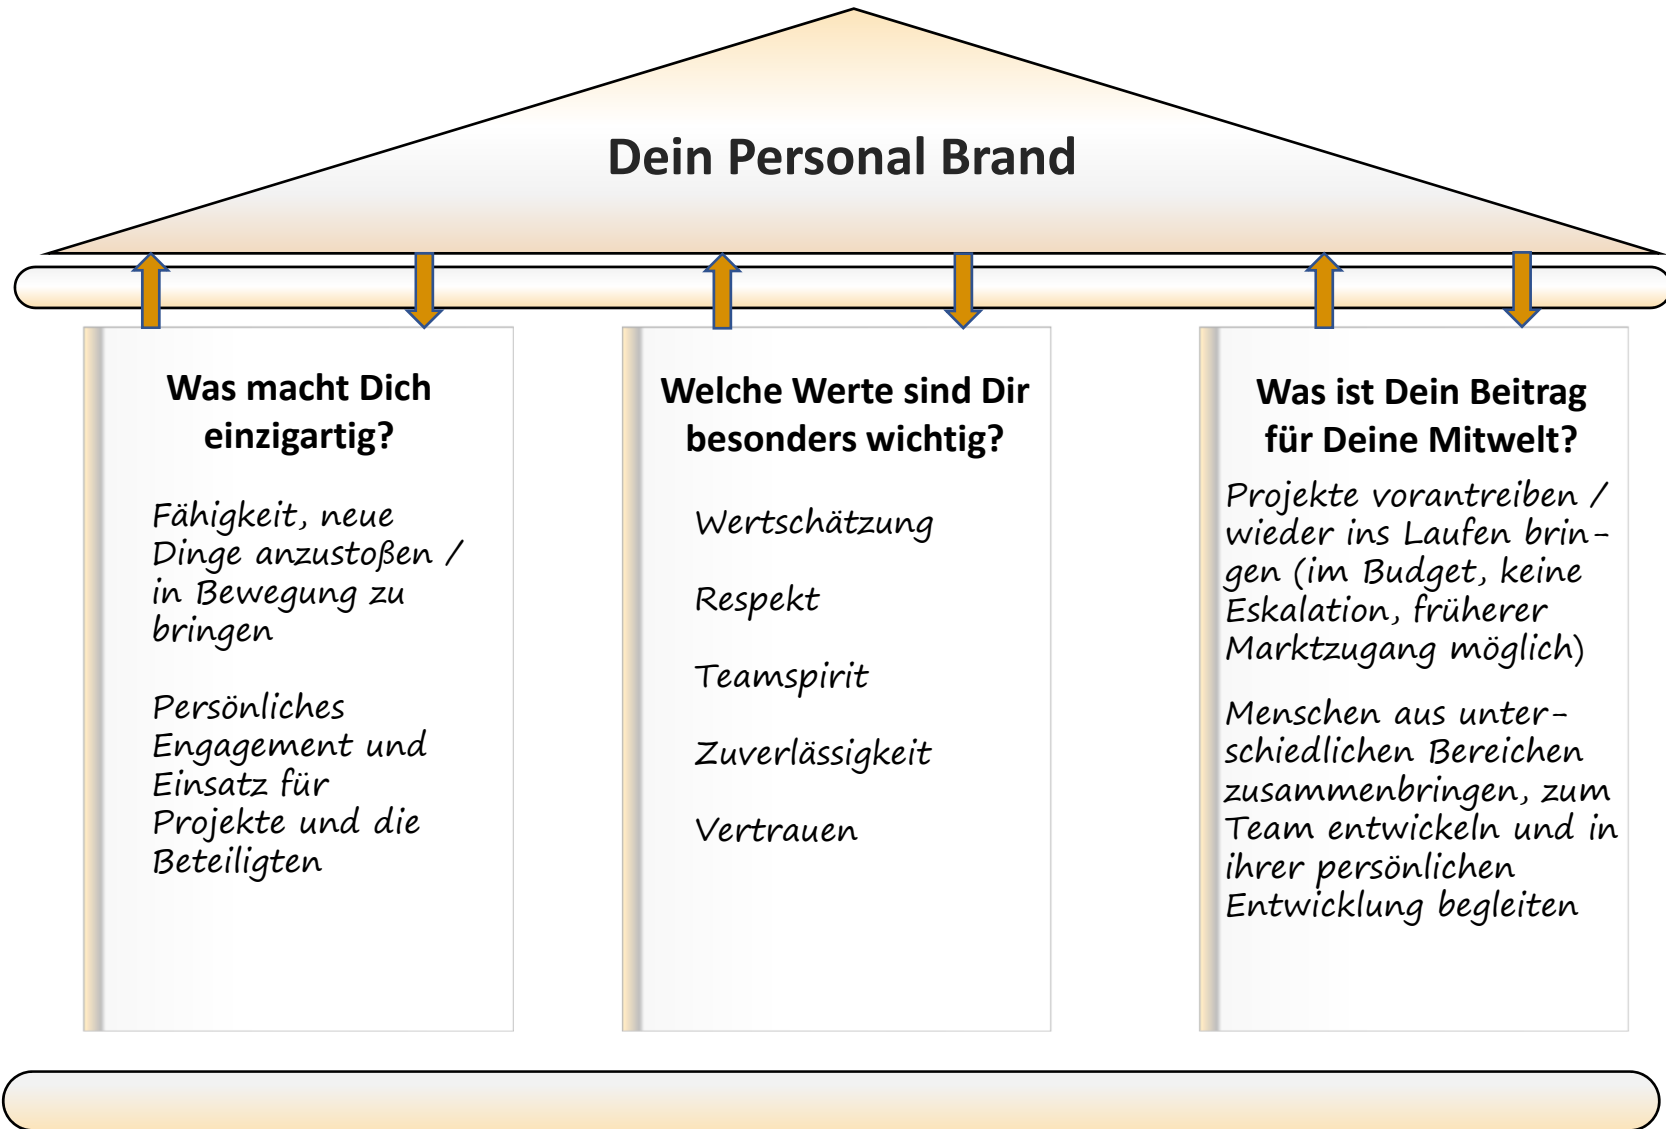 Dein Personal Brand
Was macht Dich
einzigartig?
Fähigkeit, neue
Dinge anzustoßen /
in Bewegung zu
bringen
Persönliches
Engagement und
Einsatz für
Projekte und die
Beteiligten
Welche Werte sind Dir
besonders wichtig?
Wertschätzung
Respekt
Teamspirit
Zuverlässigkeit
Vertrauen
Was ist Dein Beitrag
für Deine Mitwelt?
Projekte vorantreiben /
wieder ins Laufen brin-
gen (im Budget, keine
Eskalation, früherer
Marktzugang möglich)
Menschen aus unter-
schiedlichen Bereichen
zusammenbringen, zum
Team entwickeln und in
ihrer persönlichen
Entwicklung begleiten